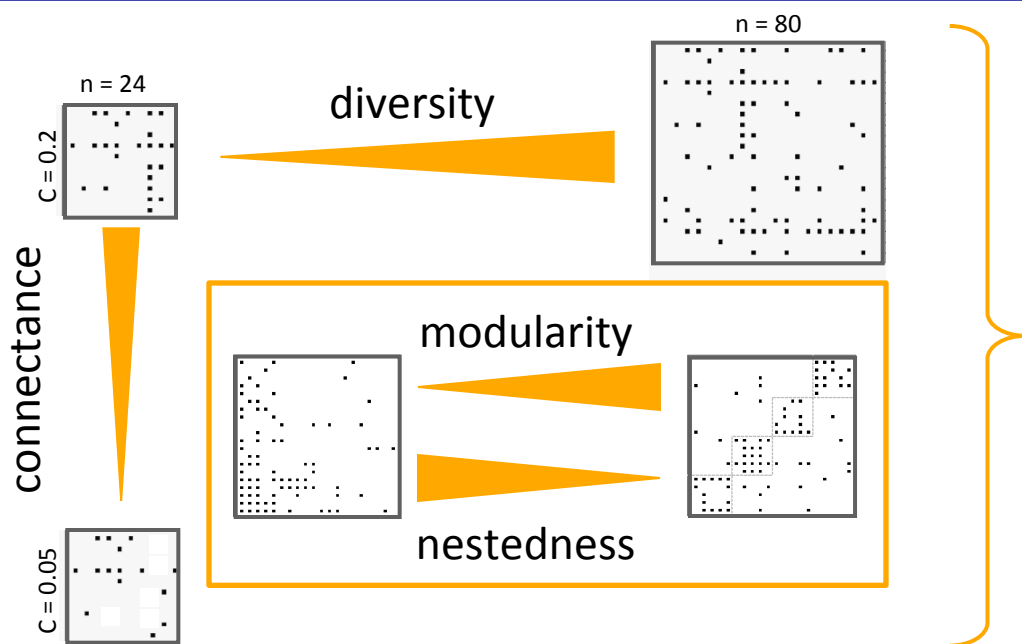 n = 80
n = 24
diversity
C = 0.2
connectance
modularity
nestedness
C = 0.05